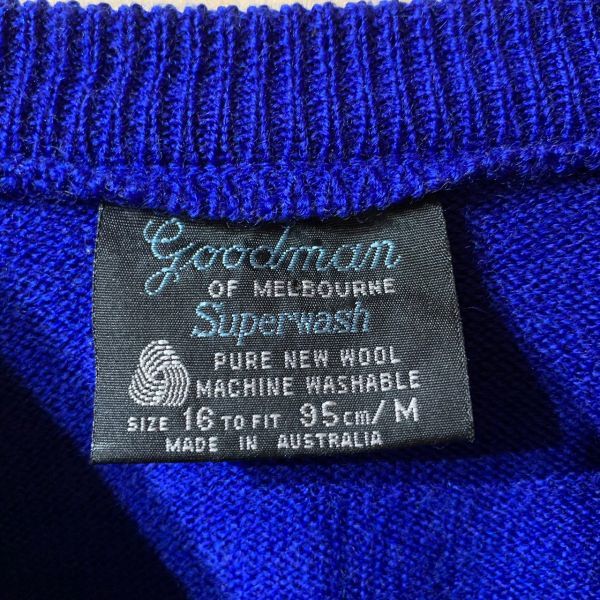 goodman
OF MELBOURNE
Superwash
PURE NEW WOOL
MACHINE WASHABLE
SIZE 16 TO FIT 95cm/M
MADE IN AUSTRALIA